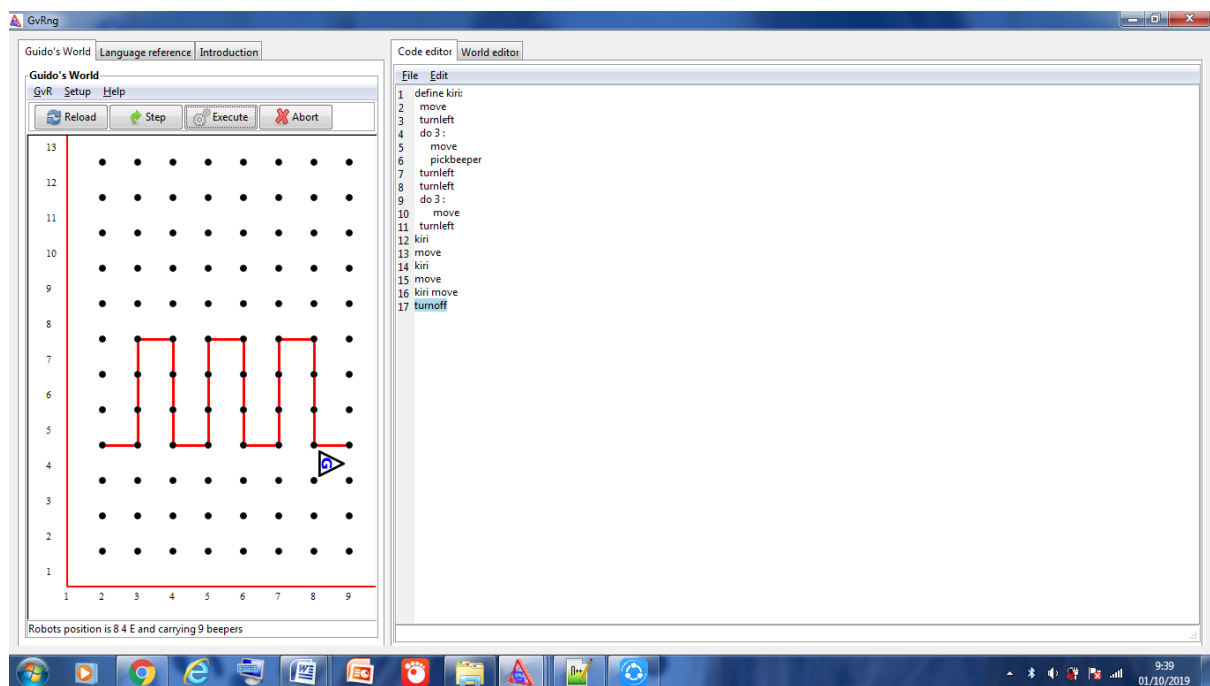 GvRng
Guido's World Language reference Introduction
Guido's World
GvR Setup Help
Reload Step Execute Abort
13
12
11
10
9
8
7
6
5
4
3
2
1
1 2 3 4 5 6 7 8 9
G
Robots position is 8 4 E and carrying 9 beepers
Code editor World editor
File Edit
1 define kiri:
2 move
3 turnleft
4 do 3 :
5 move
6 pickbeeper
7 turnleft
8 turnleft
9 do 3 :
10 move
11 turnleft
12 kiri
13 move
14 kiri
15 move
16 kiri move
17 turnoff
9:39
01/10/2019